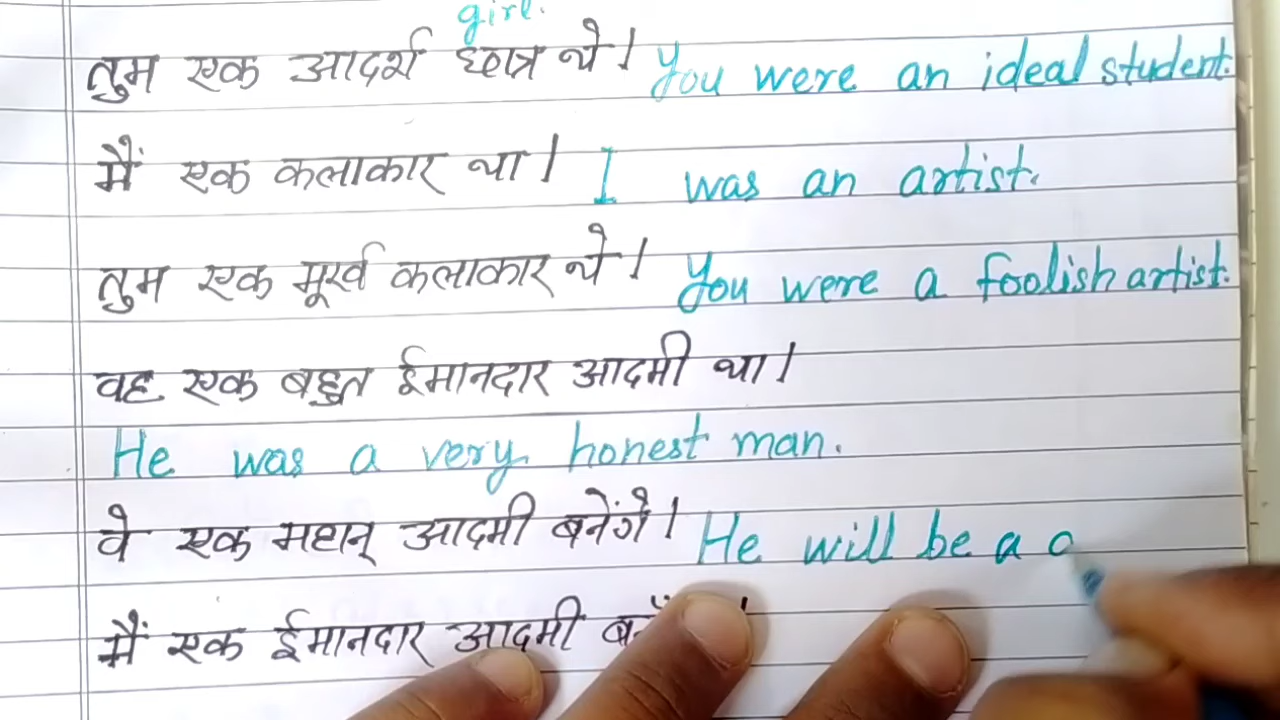 girl.
तुम एक आदर्श छात्र थे। You were an ideal student.
मैं एक कलाकार था। I was an artist.
तुम एक मूर्ख कलाकार थे। You were a foolish artist.
वह एक बहुत ईमानदार आदमी था।
He was a very honest man.
वे एक महान् आदमी बनेंगे। He will be a
मैं एक ईमानदार आदमी